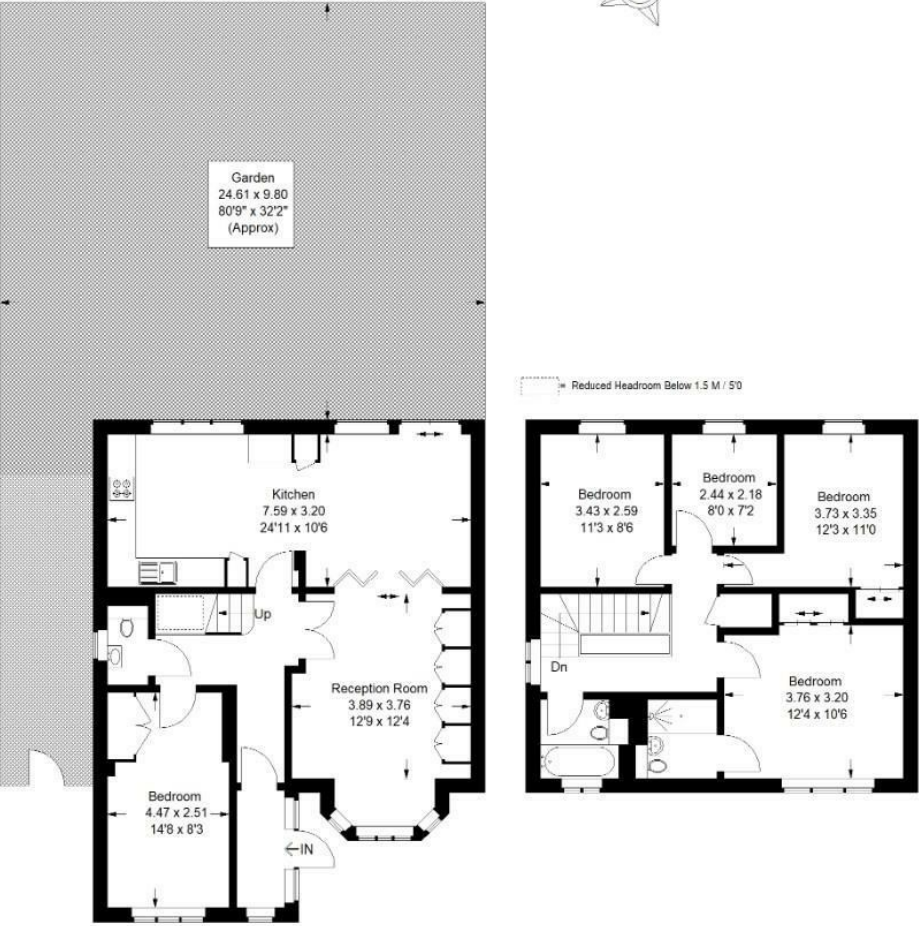 Garden
24.61 x 9.80
80'9" x 32'2"
(Approx)
= Reduced Headroom Below 1.5 M / 5'0
Kitchen
7.59 x 3.20
24'11 x 10'6
Up
Reception Room
3.89 x 3.76
12'9 x 12'4
Bedroom
4.47 x 2.51
14'8 x 8'3
IN
Bedroom
3.43 x 2.59
11'3 x 8'6
Bedroom
2.44 x 2.18
8'0 x 7'2
Bedroom
3.73 x 3.35
12'3 x 11'0
Dn
Bedroom
3.76 x 3.20
12'4 x 10'6